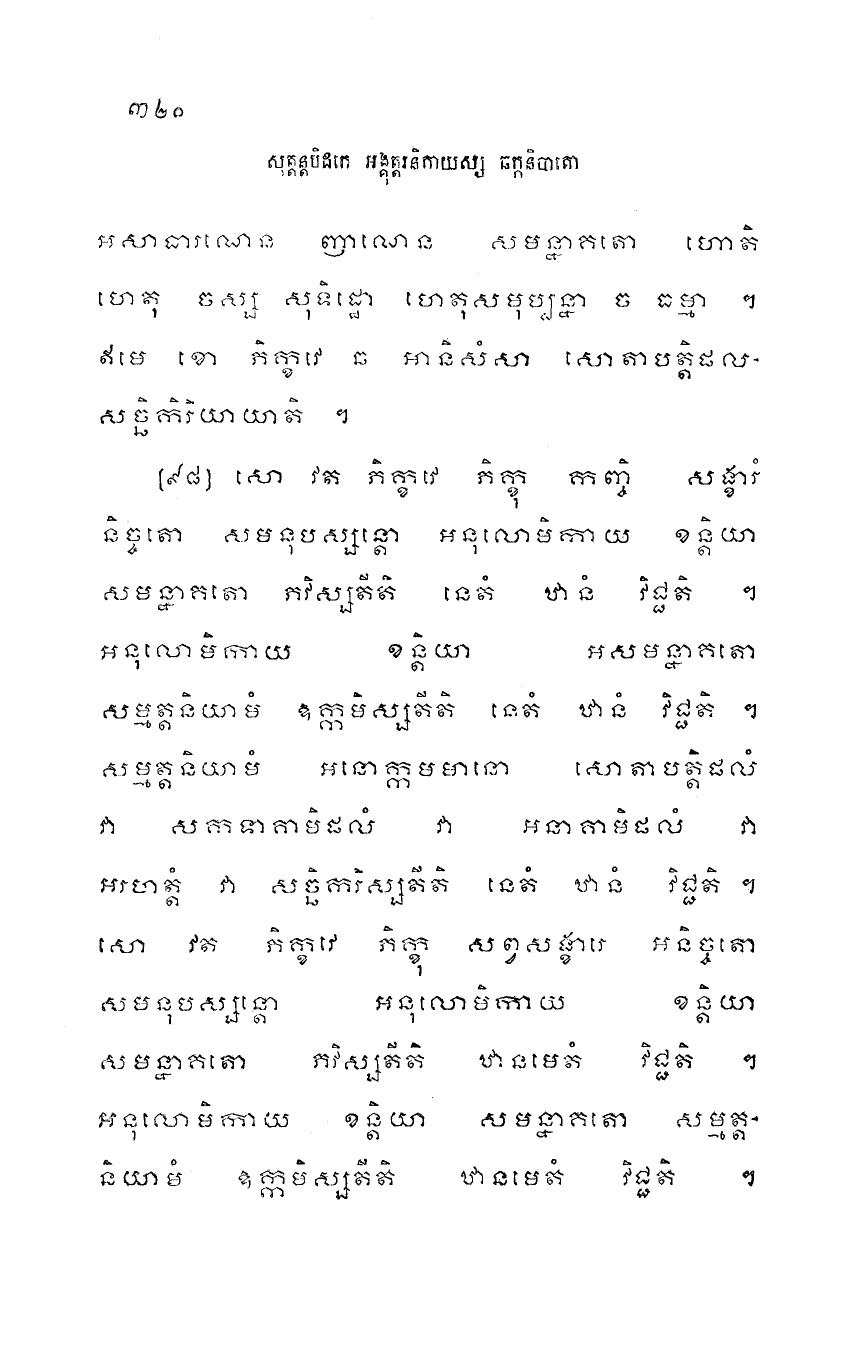 ៣២០
សុត្តន្តបិដកេ អង្គុត្តរនិកាយស្ស ឆក្កនិបាតោ
អសាធារណេន ញាណេន សមន្នាគតោ ហោតិ
ហេតុ ចស្ស សុទិដ្ឋោ ហេតុសមុប្បន្នា ច ធម្មា ។
ឥមេ ខោ ភិក្ខវេ ឆ អានិសំសា សោតាបត្តិផល-
សច្ឆិកិរិយាយាតិ ។
[៩៨] សោ វត ភិក្ខវេ ភិក្ខុ កញ្ចិ សង្ខារំ
និច្ចតោ សមនុបស្សន្តោ អនុលោមិកាយ ខន្តិយា
សមន្នាគតោ ភវិស្សតីតិ នេតំ ឋានំ វិជ្ជតិ ។
អនុលោមិកាយ ខន្តិយា អសមន្នាគតោ
សម្មត្តនិយាមំ ឧក្កមិស្សតីតិ នេតំ ឋានំ វិជ្ជតិ ។
សម្មត្តនិយាមំ អនោក្កមមានោ សោតាបត្តិផលំ
វា សកទាគាមិផលំ វា អនាគាមិផលំ វា
អរហត្តំ វា សច្ឆិការិស្សតីតិ នេតំ ឋានំ វិជ្ជតិ ។
សោ វត ភិក្ខវេ ភិក្ខុ សព្វសង្ខារេ អនិច្ចតោ
សមនុបស្សន្តោ អនុលោមិកាយ ខន្តិយា
សមន្នាគតោ ភវិស្សតីតិ ឋានមេតំ វិជ្ជតិ ។
អនុលោមិកាយ ខន្តិយា សមន្នាគតោ សម្មត្ត-
និយាមំ ឧក្កមិស្សតីតិ ឋានមេតំ វិជ្ជតិ ។